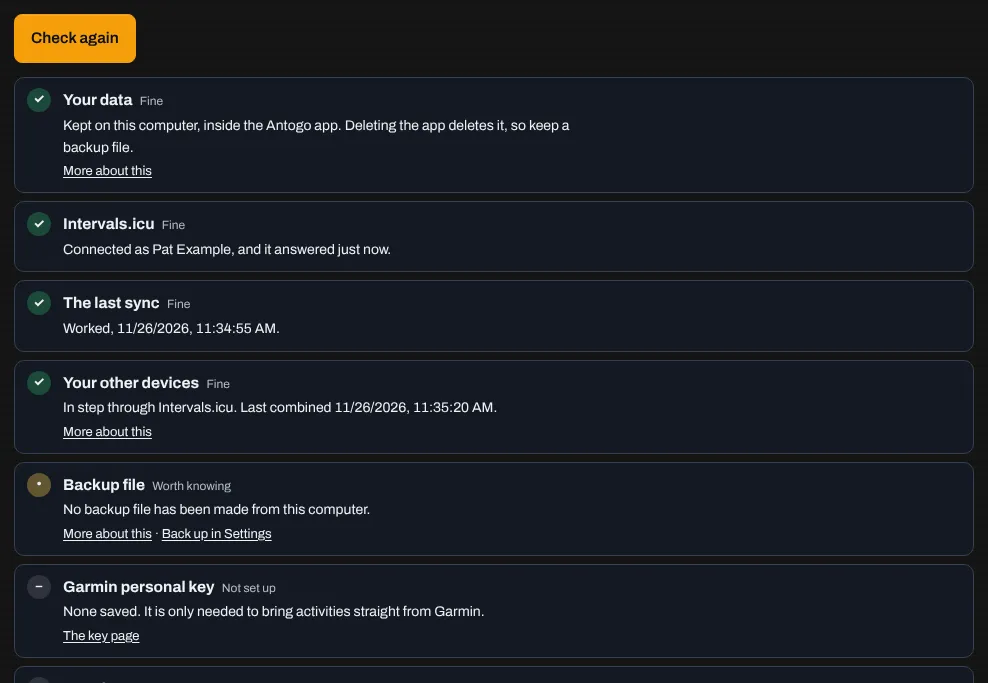 Check again
Your data Fine
Kept on this computer, inside the Antogo app. Deleting the app deletes it, so keep a
backup file.
More about this
Intervals.icu Fine
Connected as Pat Example, and it answered just now.
The last sync Fine
Worked, 11/26/2026, 11:34:55 AM.
Your other devices Fine
In step through Intervals.icu. Last combined 11/26/2026, 11:35:20 AM.
More about this
Backup file Worth knowing
No backup file has been made from this computer.
More about this · Back up in Settings
Garmin personal key Not set up
None saved. It is only needed to bring activities straight from Garmin.
The key page